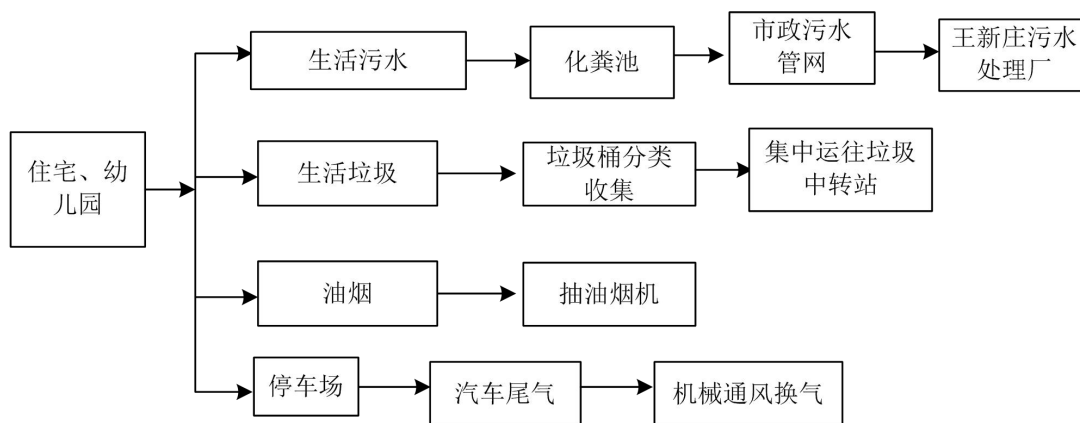 住宅、幼
儿园
生活污水
化粪池
市政污水
管网
王新庄污水
处理厂
生活垃圾
垃圾桶分类
收集
集中运往垃圾
中转站
油烟
抽油烟机
停车场
汽车尾气
机械通风换气